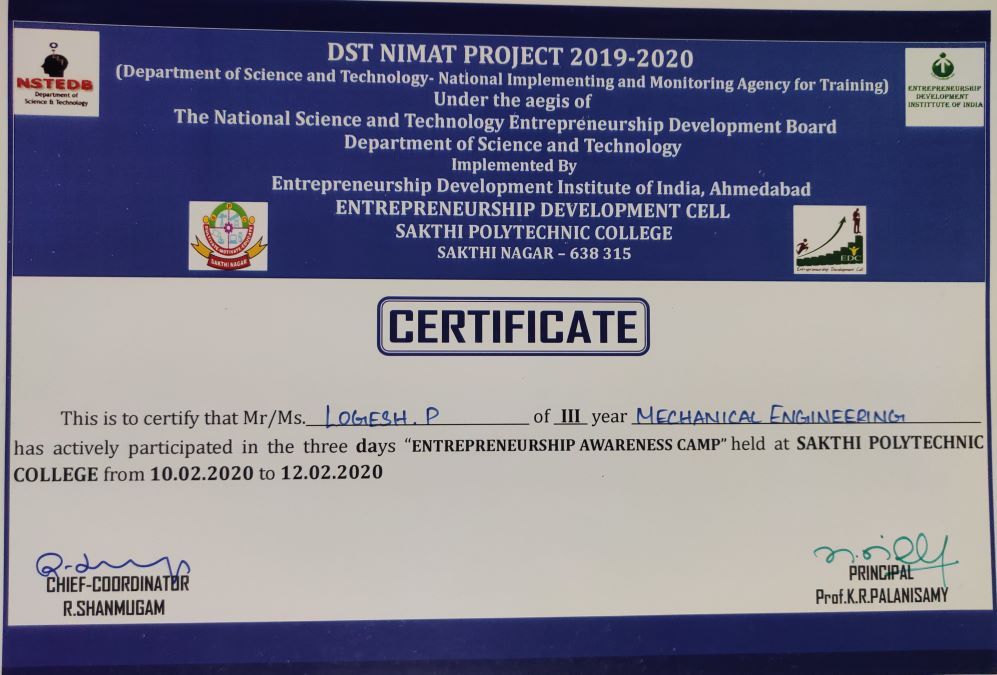 NSTEDB
Department of
Science & Technology
DST NIMAT PROJECT 2019-2020
(Department of Science and Technology- National Implementing and Monitoring Agency for Training)
Under the aegis of
The National Science and Technology Entrepreneurship Development Board
Department of Science and Technology
Implemented By
Entrepreneurship Development Institute of India, Ahmedabad
ENTREPRENEURSHIP DEVELOPMENT CELL
SAKTHI POLYTECHNIC COLLEGE
SAKTHI NAGAR – 638 315
ENTREPRENEURSHIP
DEVELOPMENT
INSTITUTE OF INDIA
SAKTHI NAGAR
EDC
Entrepreneurship Development Cell
CERTIFICATE
This is to certify that Mr/Ms. LOGESH. P of III year MECHANICAL ENGINEERING
has actively participated in the three days "ENTREPRENEURSHIP AWARENESS CAMP" held at SAKTHI POLYTECHNIC
COLLEGE from 10.02.2020 to 12.02.2020
CHIEF-COORDINATOR
R.SHANMUGAM
PRINCIPAL
Prof.K.R.PALANISAMY